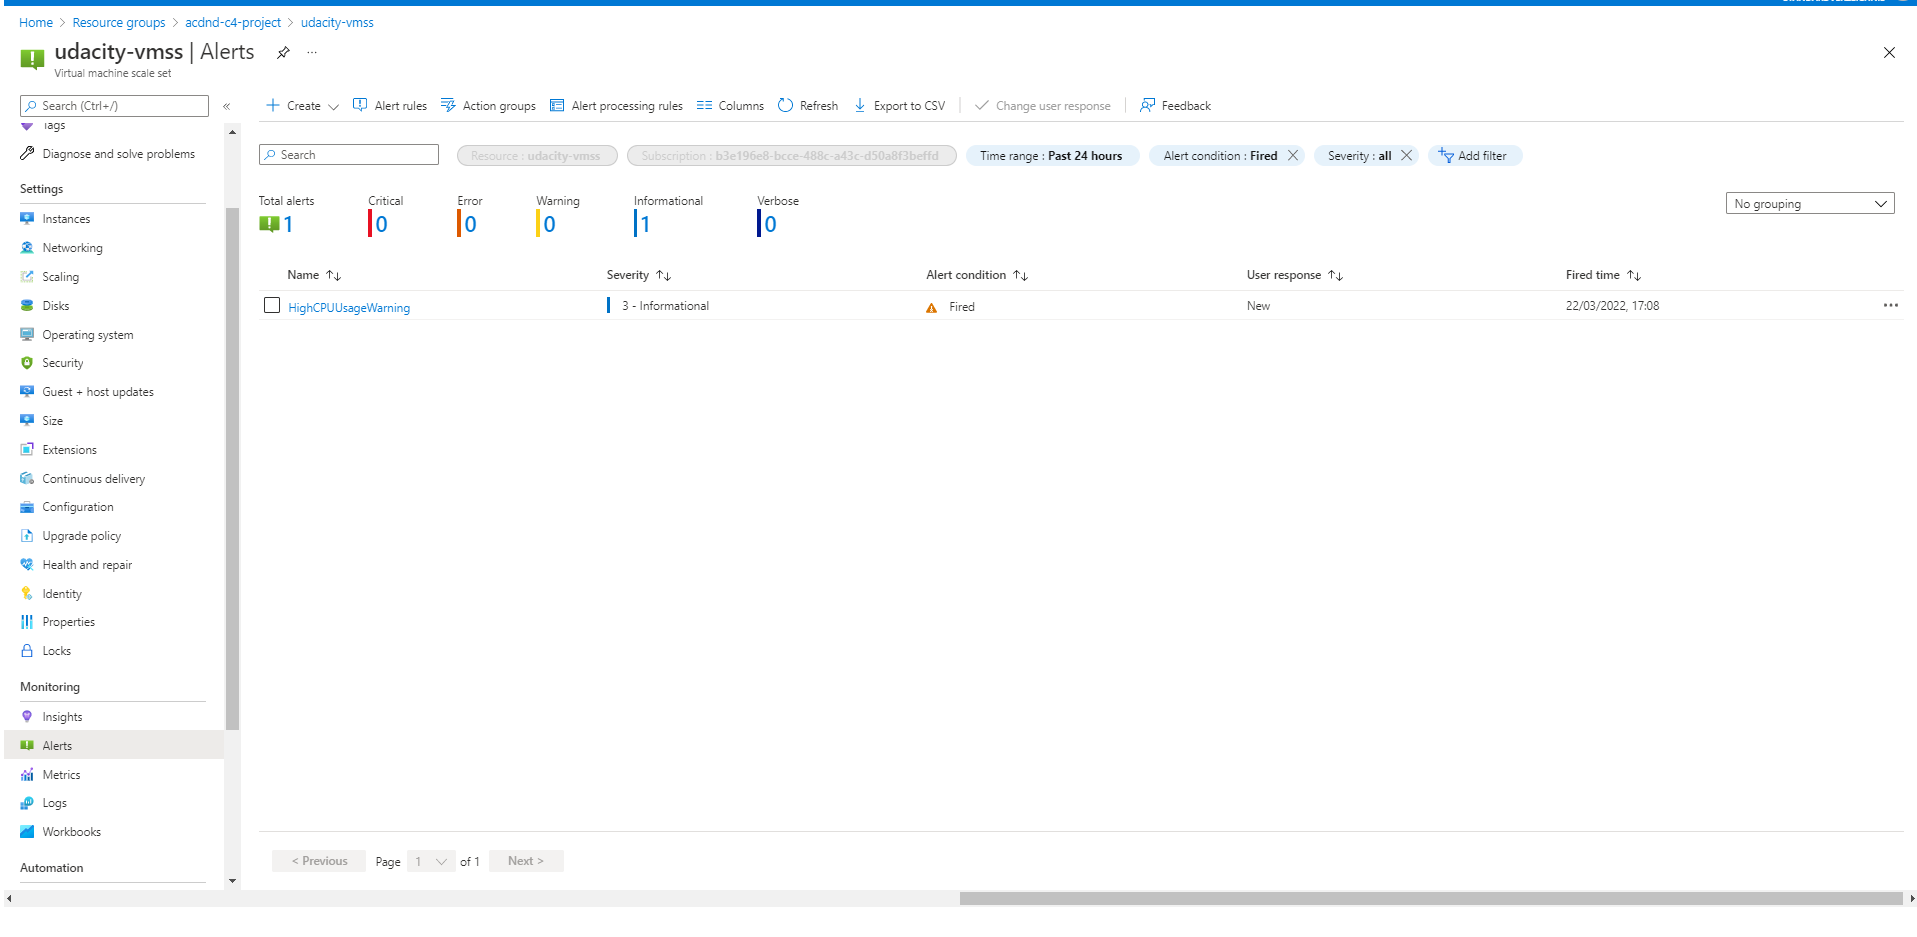 Home > Resource groups > acdnd-c4-project > udacity-vmss
udacity-vmss | Alerts ...
Virtual machine scale set
Search (Ctrl+/) «
Tags
Diagnose and solve problems
Settings
Instances
Networking
Scaling
Disks
Operating system
Security
Guest + host updates
Size
Extensions
Continuous delivery
Configuration
Upgrade policy
Health and repair
Identity
Properties
Locks
Monitoring
Insights
Alerts
Metrics
Logs
Workbooks
Automation
Create Alert rules Action groups Alert processing rules Columns Refresh Export to CSV Change user response Feedback
Search Resource : udacity-vmss Subscription : b3e196e8-bcce-488c-a43c-d50a8f3beffd Time range : Past 24 hours Alert condition : Fired Severity : all Add filter
Total alerts Critical Error Warning Informational Verbose
1 0 0 0 1 0
No grouping
Name ↑↓ Severity ↑↓ Alert condition ↑↓ User response ↑↓ Fired time ↑↓
HighCPUUsageWarning 3 - Informational Fired New 22/03/2022, 17:08 ...
< Previous Page 1 of 1 Next >